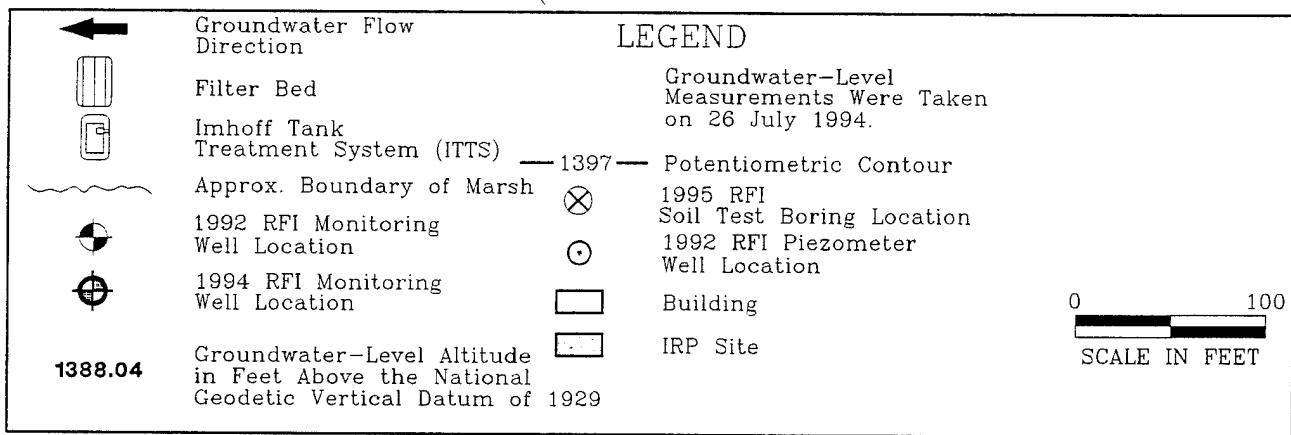 LEGEND
Groundwater Flow
Direction
Filter Bed
Imhoff Tank
Treatment System (ITTS)
Approx. Boundary of Marsh
1992 RFI Monitoring
Well Location
1994 RFI Monitoring
Well Location
1388.04
Groundwater-Level Altitude
in Feet Above the National
Geodetic Vertical Datum of 1929
Groundwater-Level
Measurements Were Taken
on 26 July 1994.
1397
Potentiometric Contour
1995 RFI
Soil Test Boring Location
1992 RFI Piezometer
Well Location
Building
IRP Site
0 100
SCALE IN FEET